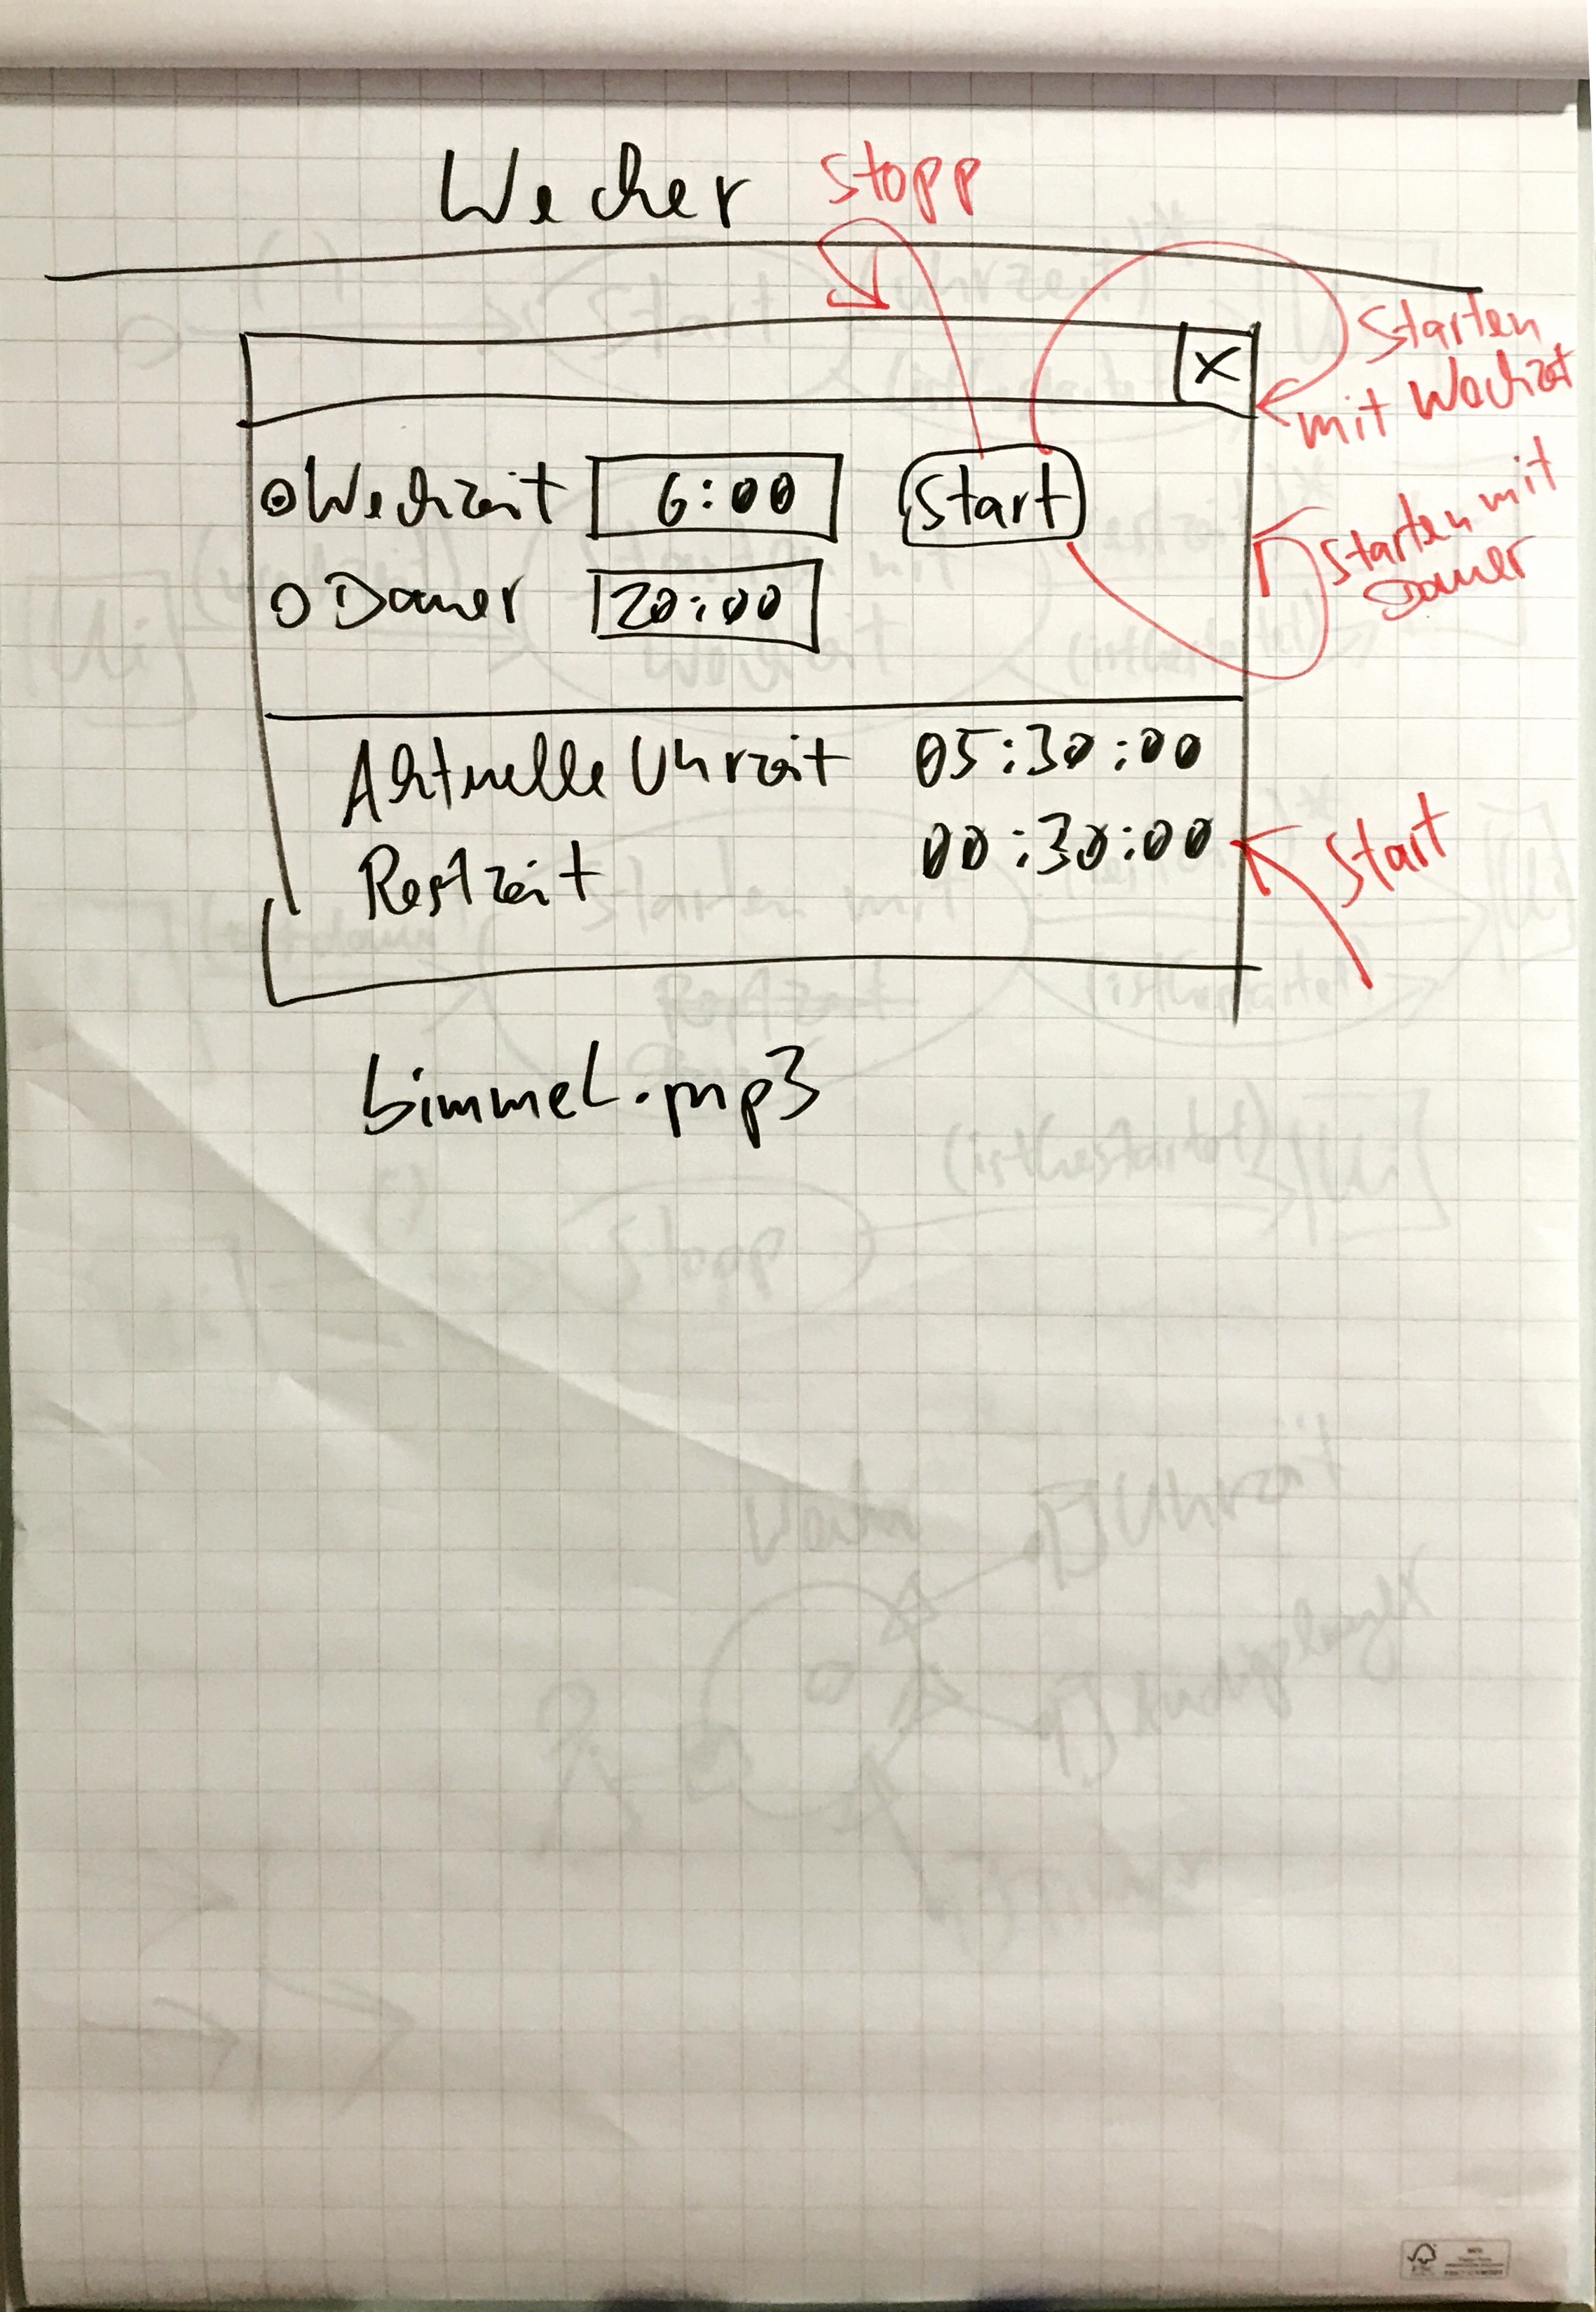 Wecker
Stopp
X
Starten
mit Weckzeit
Weckzeit 6:00 Start
Starten mit
Dauer
Dauer 20:00
Aktuelle Uhrzeit 05:30:00
Restzeit 00:30:00
Start
bimmel.mp3